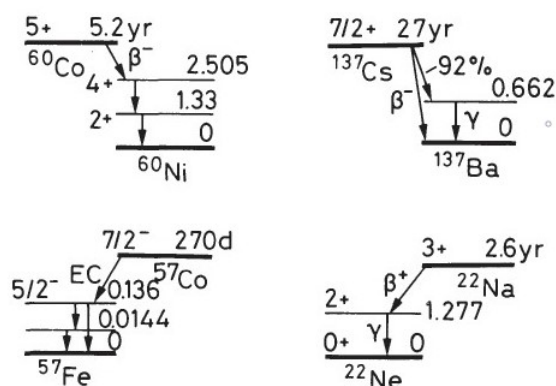 5+ 5.2yr
⁶⁰Co β⁻
4+ 2.505
2+ 1.33
0
⁶⁰Ni
7/2+ 27yr
¹³⁷Cs ~92%
0.662
β⁻ γ 0
¹³⁷Ba
7/2⁻ 270d
EC ⁵⁷Co
5/2⁻ 0.136
0.0144
0
⁵⁷Fe
3+ 2.6yr
β⁺ ²²Na
2+ 1.277
γ
0+ 0
²²Ne